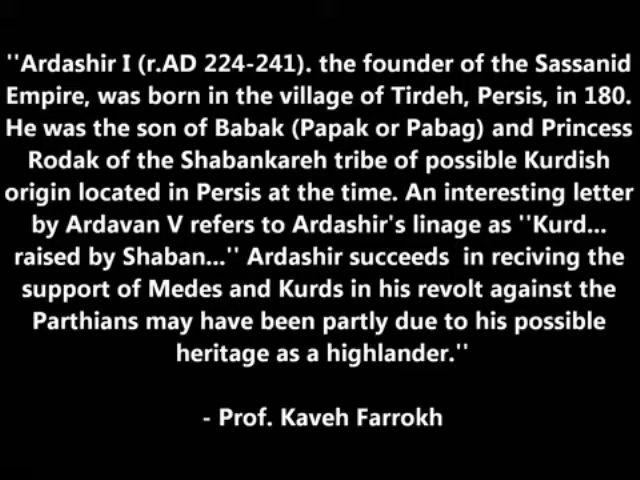 ''Ardashir I (r.AD 224-241). the founder of the Sassanid
Empire, was born in the village of Tirdeh, Persis, in 180.
He was the son of Babak (Papak or Pabag) and Princess
Rodak of the Shabankareh tribe of possible Kurdish
origin located in Persis at the time. An interesting letter
by Ardavan V refers to Ardashir's linage as ''Kurd...
raised by Shaban...'' Ardashir succeeds  in reciving the
support of Medes and Kurds in his revolt against the
Parthians may have been partly due to his possible
heritage as a highlander.''
- Prof. Kaveh Farrokh